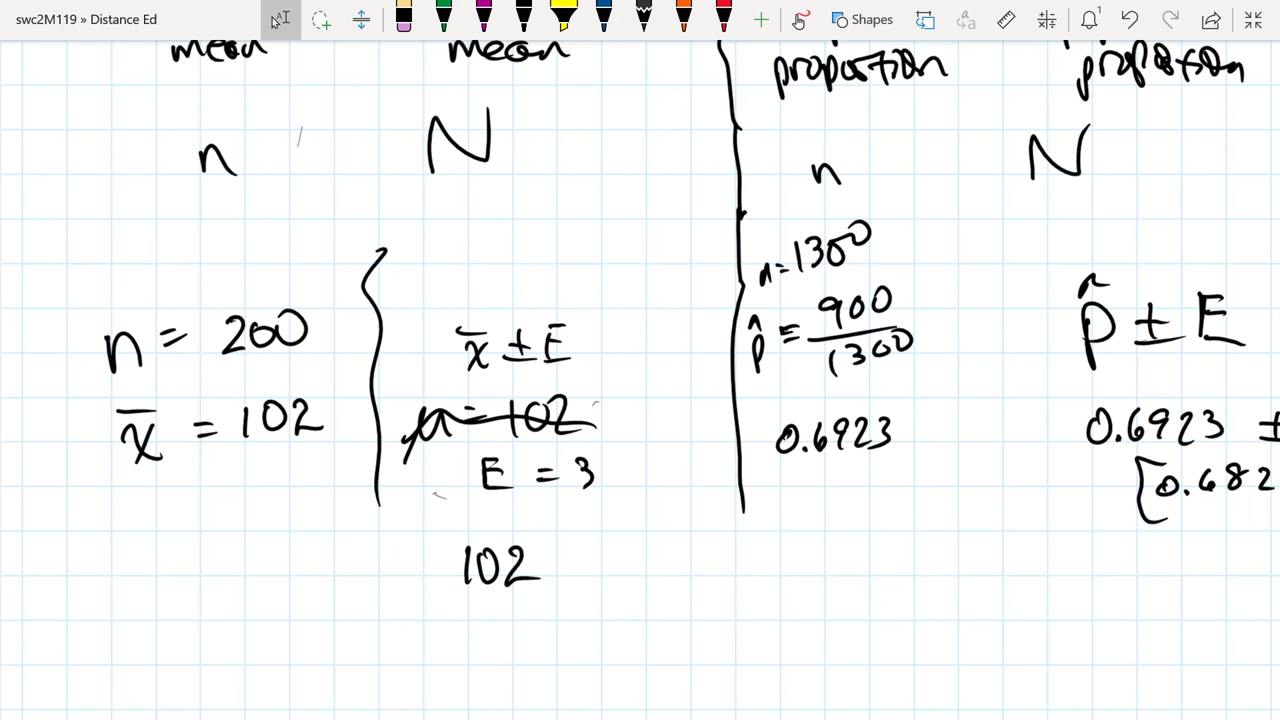 swc2M119 » Distance Ed
Shapes
mean
mean
proportion
proportion
n
N
n
N
n = 200
x̄ = 102
x̄ ± E
μ = 102
E = 3
102
n = 1300
p̂ = 900/1300
0.6923
p̂ ± E
0.6923 ±
[0.682